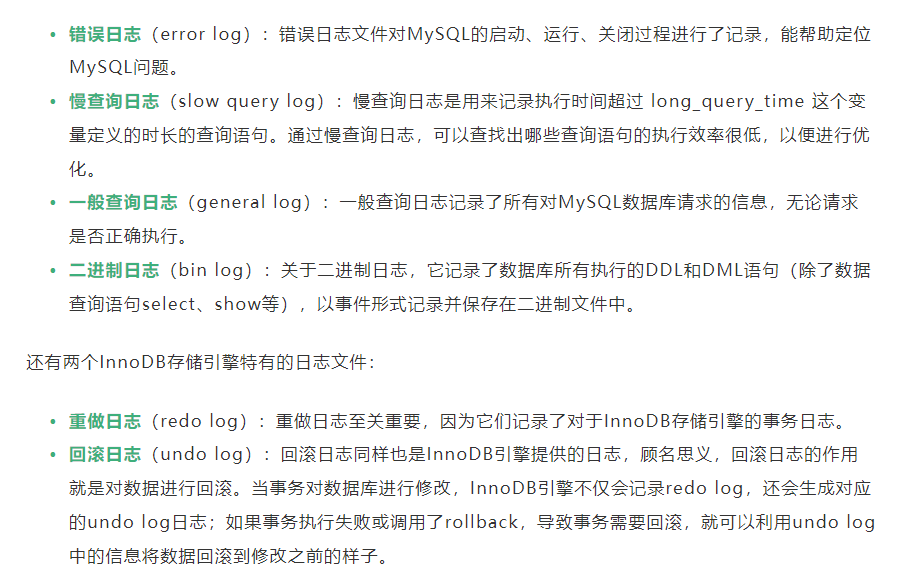 • 错误日志（error log）：错误日志文件对MySQL的启动、运行、关闭过程进行了记录，能帮助定位
MySQL问题。
• 慢查询日志（slow query log）：慢查询日志是用来记录执行时间超过 long_query_time 这个变
量定义的时长的查询语句。通过慢查询日志，可以查找出哪些查询语句的执行效率很低，以便进行优
化。
• 一般查询日志（general log）：一般查询日志记录了所有对MySQL数据库请求的信息，无论请求
是否正确执行。
• 二进制日志（bin log）：关于二进制日志，它记录了数据库所有执行的DDL和DML语句（除了数据
查询语句select、show等），以事件形式记录并保存在二进制文件中。
还有两个InnoDB存储引擎特有的日志文件：
• 重做日志（redo log）：重做日志至关重要，因为它们记录了对于InnoDB存储引擎的事务日志。
• 回滚日志（undo log）：回滚日志同样也是InnoDB引擎提供的日志，顾名思义，回滚日志的作用
就是对数据进行回滚。当事务对数据库进行修改，InnoDB引擎不仅会记录redo log，还会生成对应
的undo log日志；如果事务执行失败或调用了rollback，导致事务需要回滚，就可以利用undo log
中的信息将数据回滚到修改之前的样子。